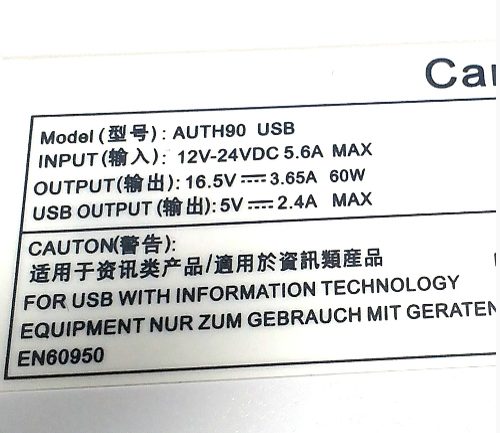 Car
Model (型号): AUTH90 USB
INPUT(输入): 12V-24VDC 5.6A MAX
OUTPUT(输出): 16.5V⎓3.65A 60W
USB OUTPUT (输出): 5V⎓2.4A MAX
CAUTON(警告):
适用于资讯类产品/適用於資訊類産品
FOR USB WITH INFORMATION TECHNOLOGY
EQUIPMENT NUR ZUM GEBRAUCH MIT GERATEN
EN60950